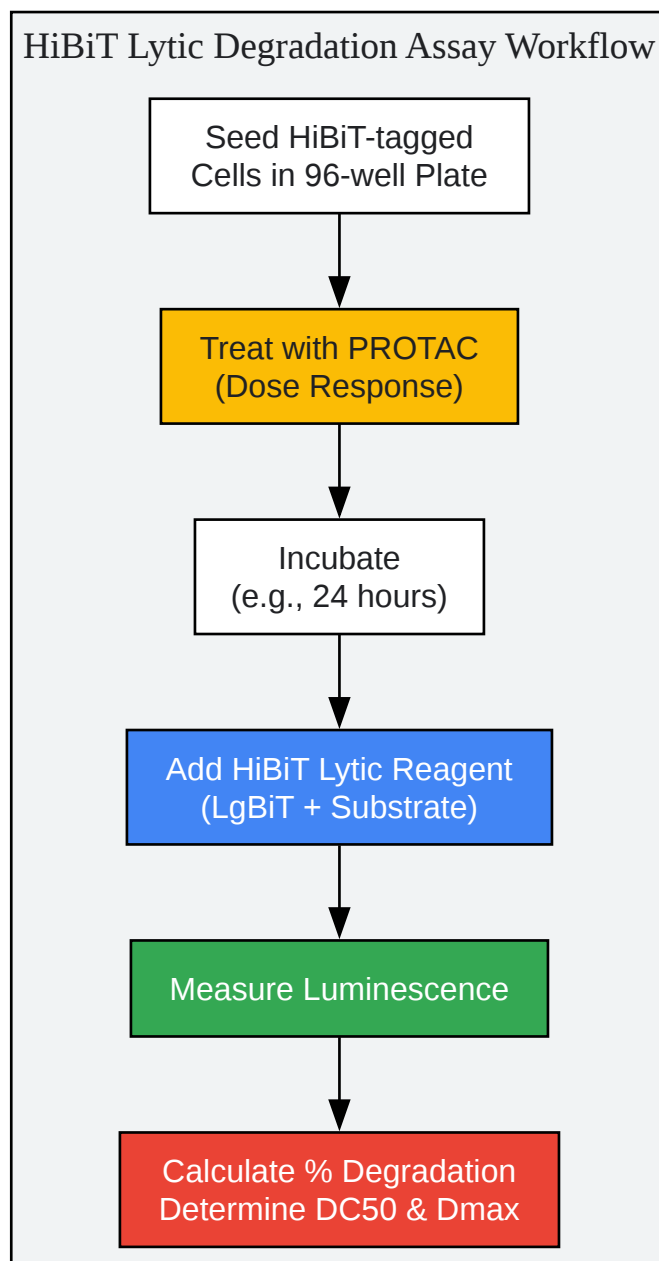 HiBiT Lytic Degradation Assay Workflow
Seed HiBiT-tagged
Cells in 96-well Plate
Treat with PROTAC
(Dose Response)
Incubate
(e.g., 24 hours)
Add HiBiT Lytic Reagent
(LgBiT + Substrate)
Measure Luminescence
Calculate % Degradation
Determine DC50 & Dmax